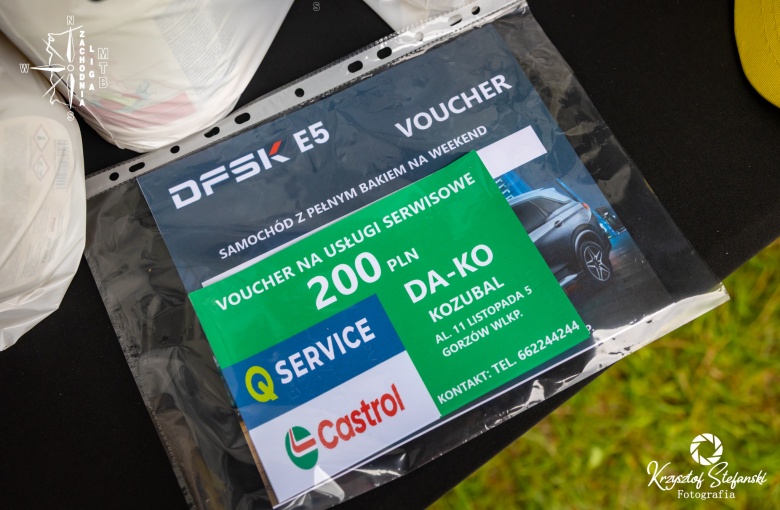 N
W
S
ZACHODNIA
LIGA
MTB
S
DFSK E5
VOUCHER
SAMOCHÓD Z PEŁNYM BAKIEM NA WEEKEND
VOUCHER NA USŁUGI SERWISOWE
200 PLN
DA-KO
KOZUBAL
AL. 11 LISTOPADA 5
GORZÓW WLKP.
KONTAKT: TEL. 662244244
Q SERVICE
Castrol
Krzysztof Stefanski
Fotografia